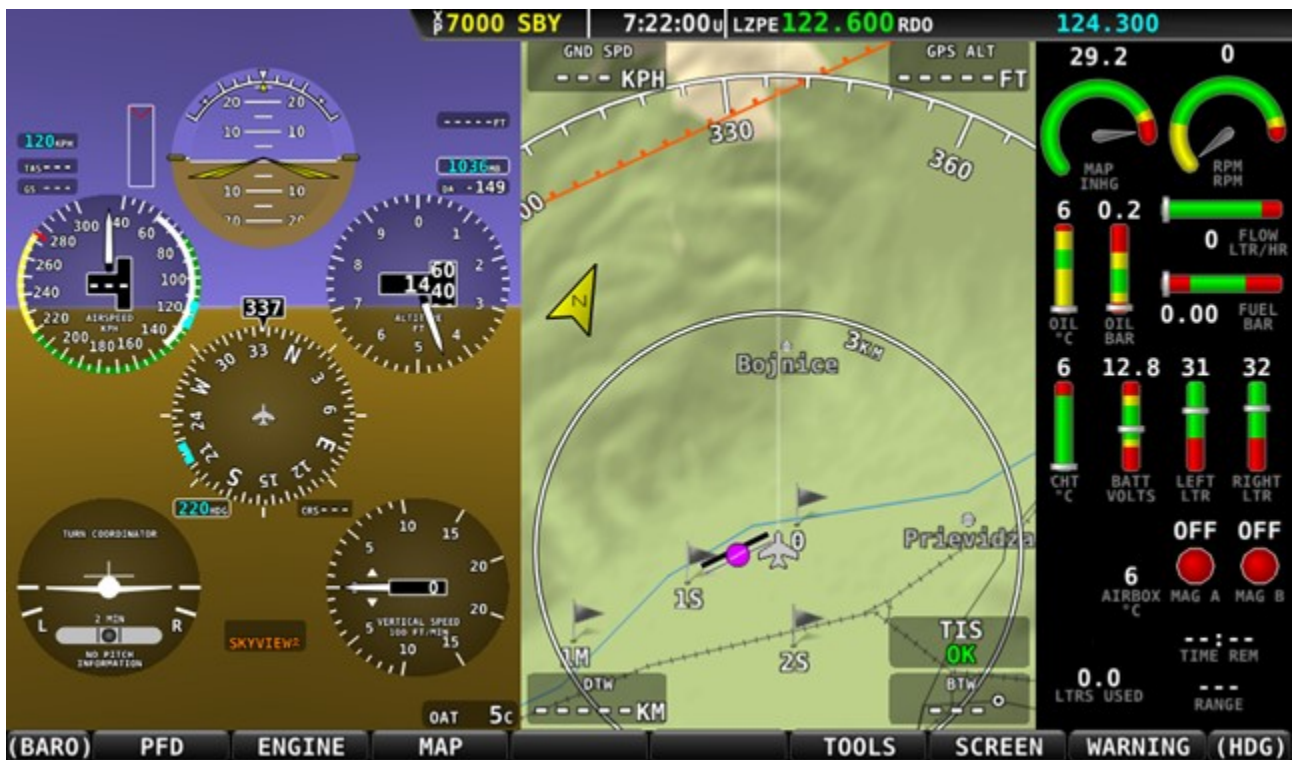 XP 7000 SBY 7:22:00U LZPE 122.600 RDO 124.300
GND SPD
--- KPH
GPS ALT
-----FT
29.2 0
MAP
INHG
RPM
RPM
330
360
00
20 20
10 10
10 10
20 20
-----FT
120KPH
TAS---
GS ---
1036MB
DA -149
300 40 60 80 100 120 140 160 180 200 220 240 260 280
AIRSPEED
KPH
0 1 2 3 4 5 6 7 8 9
60
14 40
ALTITUDE
FT
337
33 N 3 6 E 12 15 S 21 24 W 30
220HDG
CRS---
TURN COORDINATOR
L R
2 MIN
NO PITCH
INFORMATION
SKYVIEW
5 10 15 20
0
VERTICAL SPEED
100 FT/MIN
5 10 15 20
OAT 5C
N
3KM
Bojnice
Prievidza
0
1S
1M
2S
TIS
OK
DTW
-----KM
BTW
---°
6 0.2
OIL
°C
OIL
BAR
0 FLOW
LTR/HR
0.00 FUEL
BAR
6 12.8 31 32
CHT
°C
BATT
VOLTS
LEFT
LTR
RIGHT
LTR
OFF OFF
MAG A MAG B
6
AIRBOX
°C
--:--
TIME REM
0.0
LTRS USED
---
RANGE
(BARO) PFD ENGINE MAP TOOLS SCREEN WARNING (HDG)